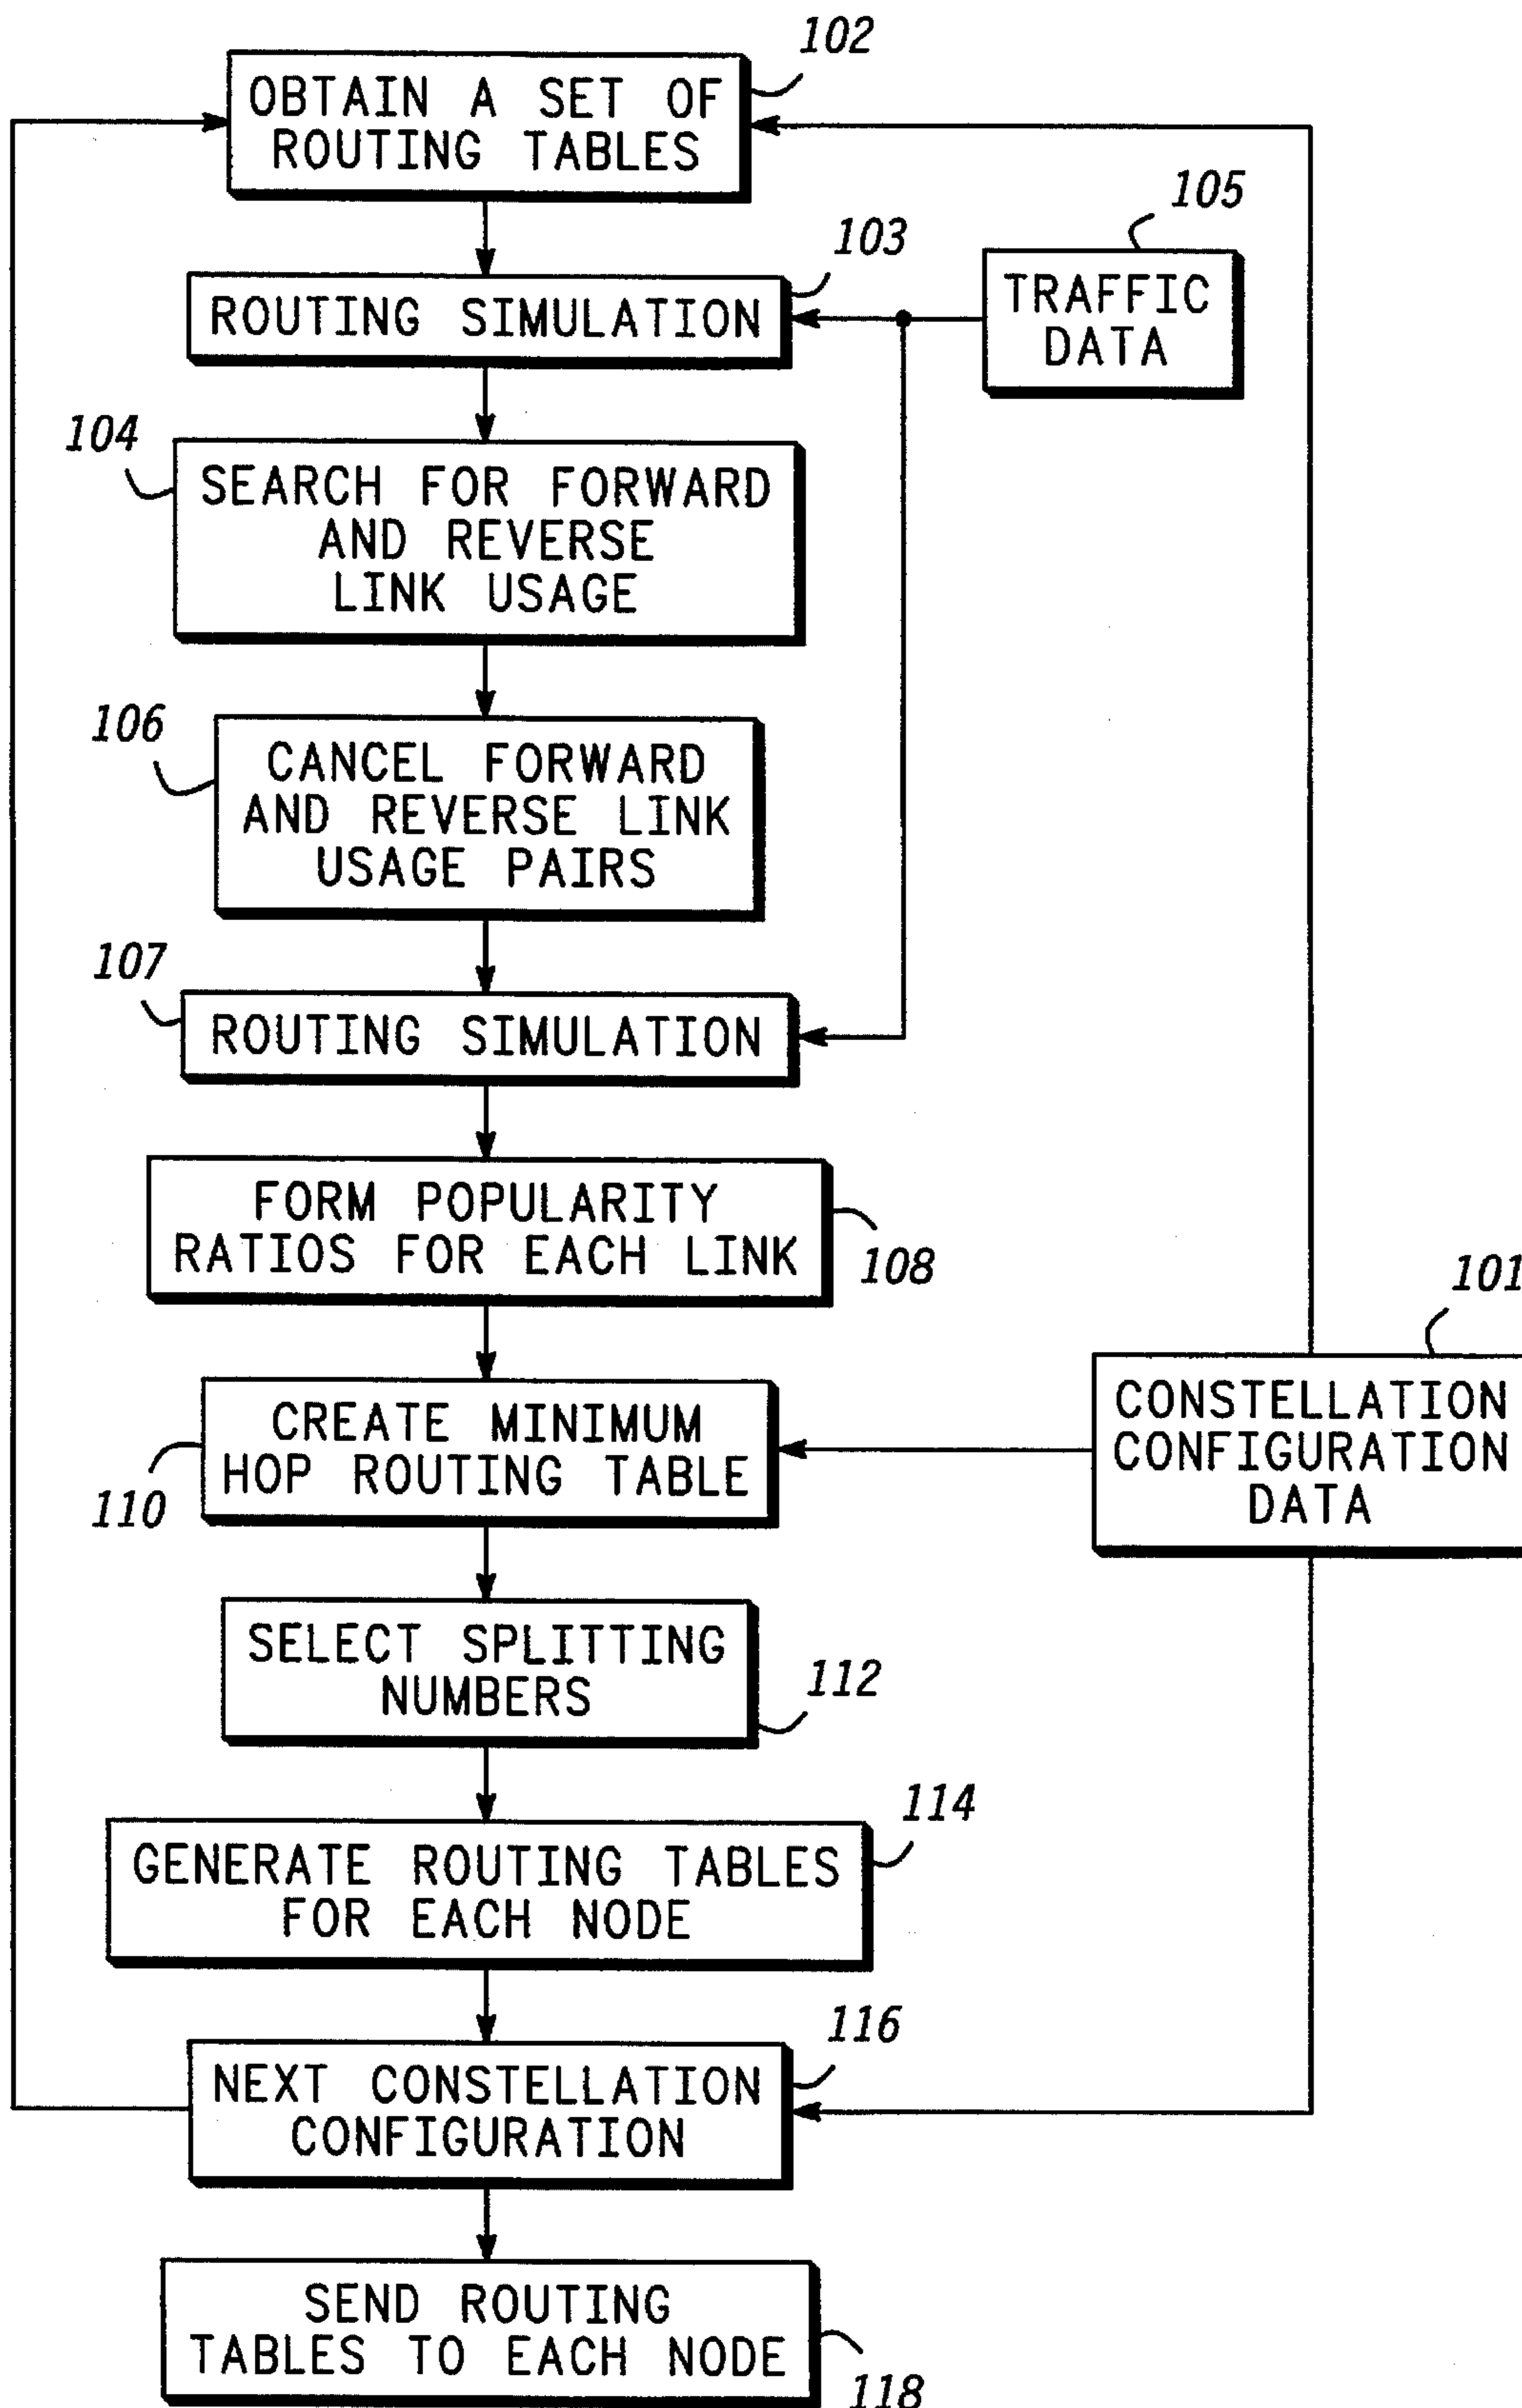 102
OBTAIN A SET OF
ROUTING TABLES
105
103
ROUTING SIMULATION
TRAFFIC
DATA
104
SEARCH FOR FORWARD
AND REVERSE
LINK USAGE
106
CANCEL FORWARD
AND REVERSE LINK
USAGE PAIRS
107
ROUTING SIMULATION
FORM POPULARITY
RATIOS FOR EACH LINK
108
101
CONSTELLATION
CONFIGURATION
DATA
CREATE MINIMUM
HOP ROUTING TABLE
110
SELECT SPLITTING
NUMBERS
112
114
GENERATE ROUTING TABLES
FOR EACH NODE
116
NEXT CONSTELLATION
CONFIGURATION
SEND ROUTING
TABLES TO EACH NODE
118